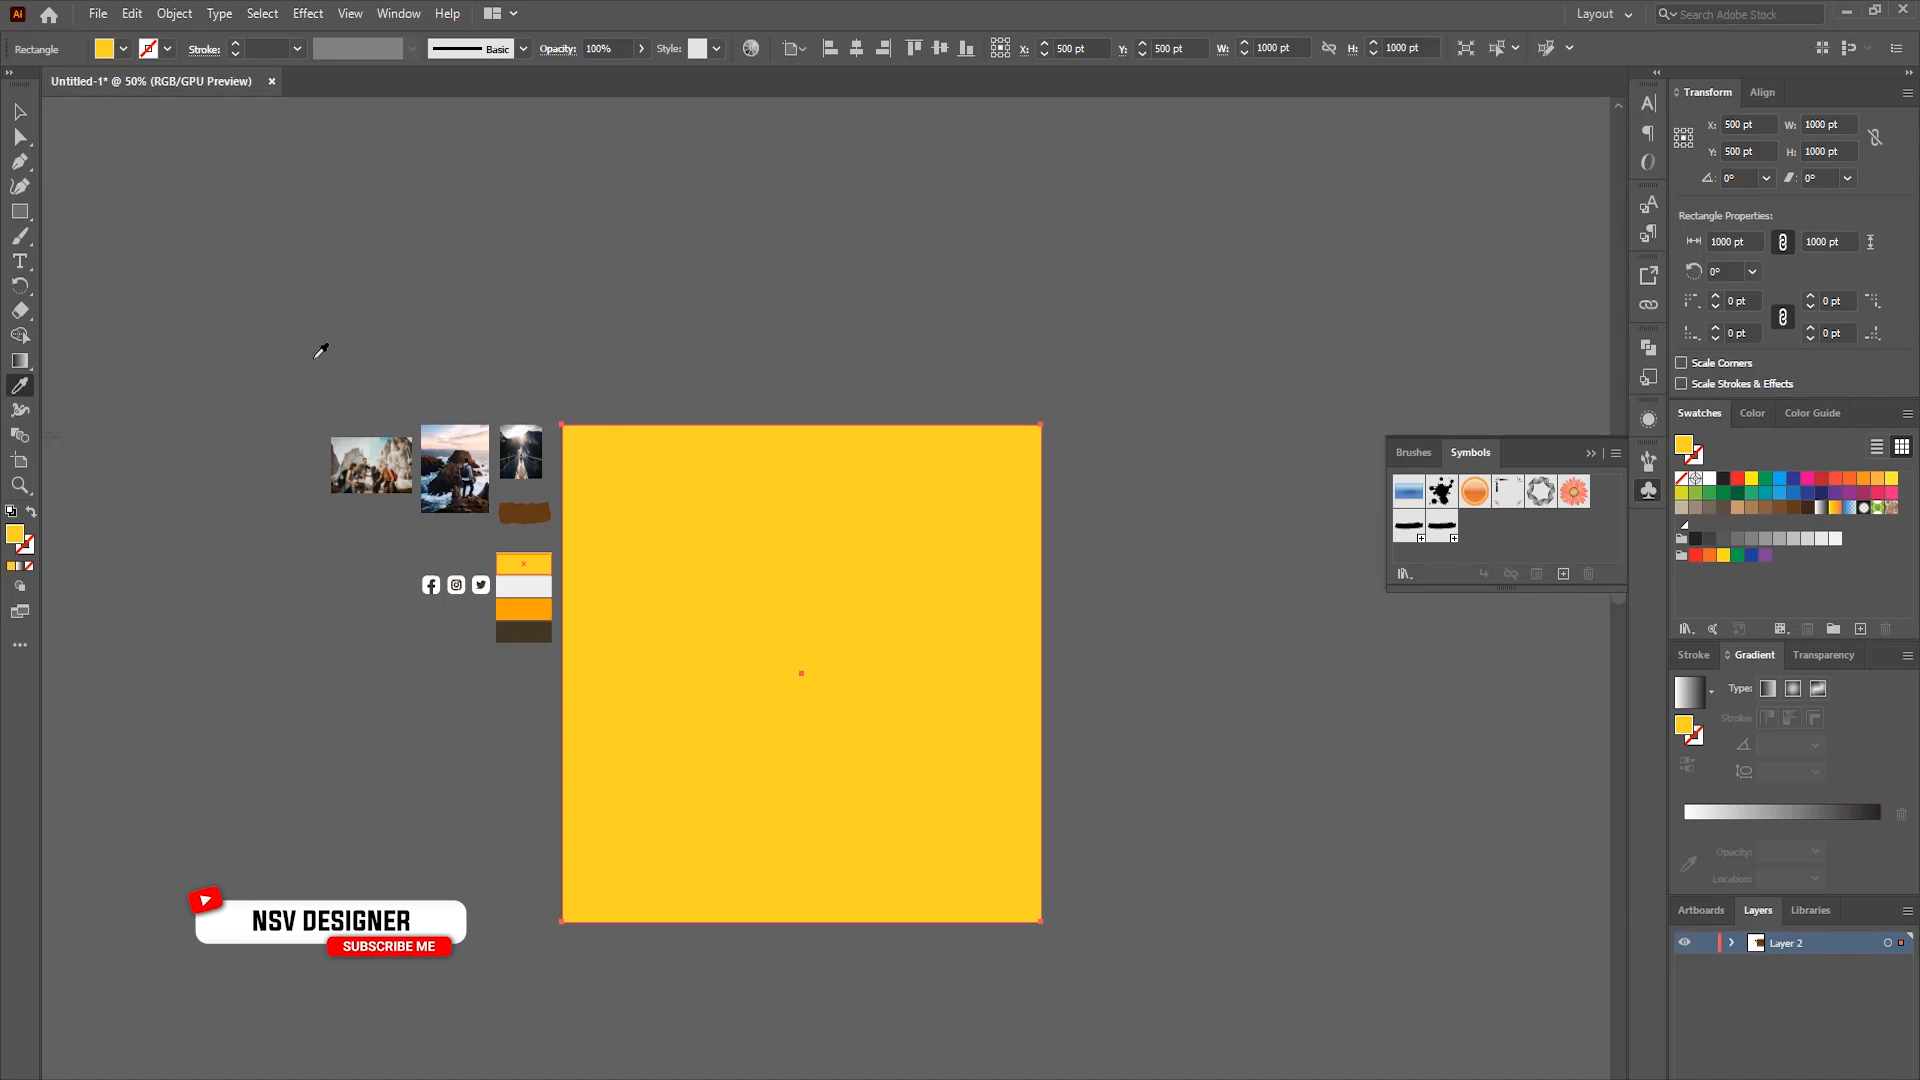 Ai File Edit Object Type Select Effect View Window Help Layout Search Adobe Stock
Rectangle Stroke: Basic Opacity: 100% Style: X: 500 pt Y: 500 pt W: 1000 pt H: 1000 pt
Untitled-1* @ 50% (RGB/GPU Preview)
Transform Align
X: 500 pt W: 1000 pt
Y: 500 pt H: 1000 pt
0° 0°
Rectangle Properties:
1000 pt 1000 pt
0°
0 pt 0 pt
0 pt 0 pt
Scale Corners
Scale Strokes & Effects
Swatches Color Color Guide
Brushes Symbols
Stroke Gradient Transparency
Type:
Stroke:
Opacity:
Location:
NSV DESIGNER
SUBSCRIBE ME
Artboards Layers Libraries
Layer 2